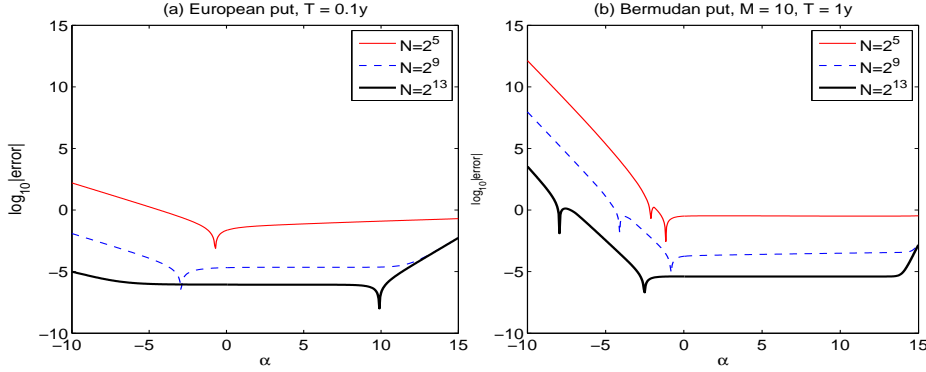 (a) European put, T = 0.1y
15
10
5
0
−5
−10
−10
−5
0
5
10
15
α
log10|error|
N=2^5
N=2^9
N=2^13
(b) Bermudan put, M = 10, T = 1y
15
10
5
0
−5
−10
−10
−5
0
5
10
15
α
log10|error|
N=2^5
N=2^9
N=2^13